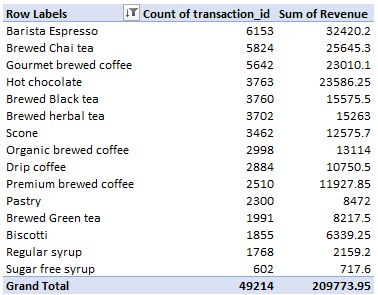 Row Labels Count of transaction_id Sum of Revenue
Barista Espresso 6153 32420.2
Brewed Chai tea 5824 25645.3
Gourmet brewed coffee 5642 23010.1
Hot chocolate 3763 23586.25
Brewed Black tea 3760 15575.5
Brewed herbal tea 3702 15263
Scone 3462 12575.7
Organic brewed coffee 2998 13114
Drip coffee 2884 10750.5
Premium brewed coffee 2510 11927.85
Pastry 2300 8472
Brewed Green tea 1991 8217.5
Biscotti 1855 6339.25
Regular syrup 1768 2159.2
Sugar free syrup 602 717.6
Grand Total 49214 209773.95